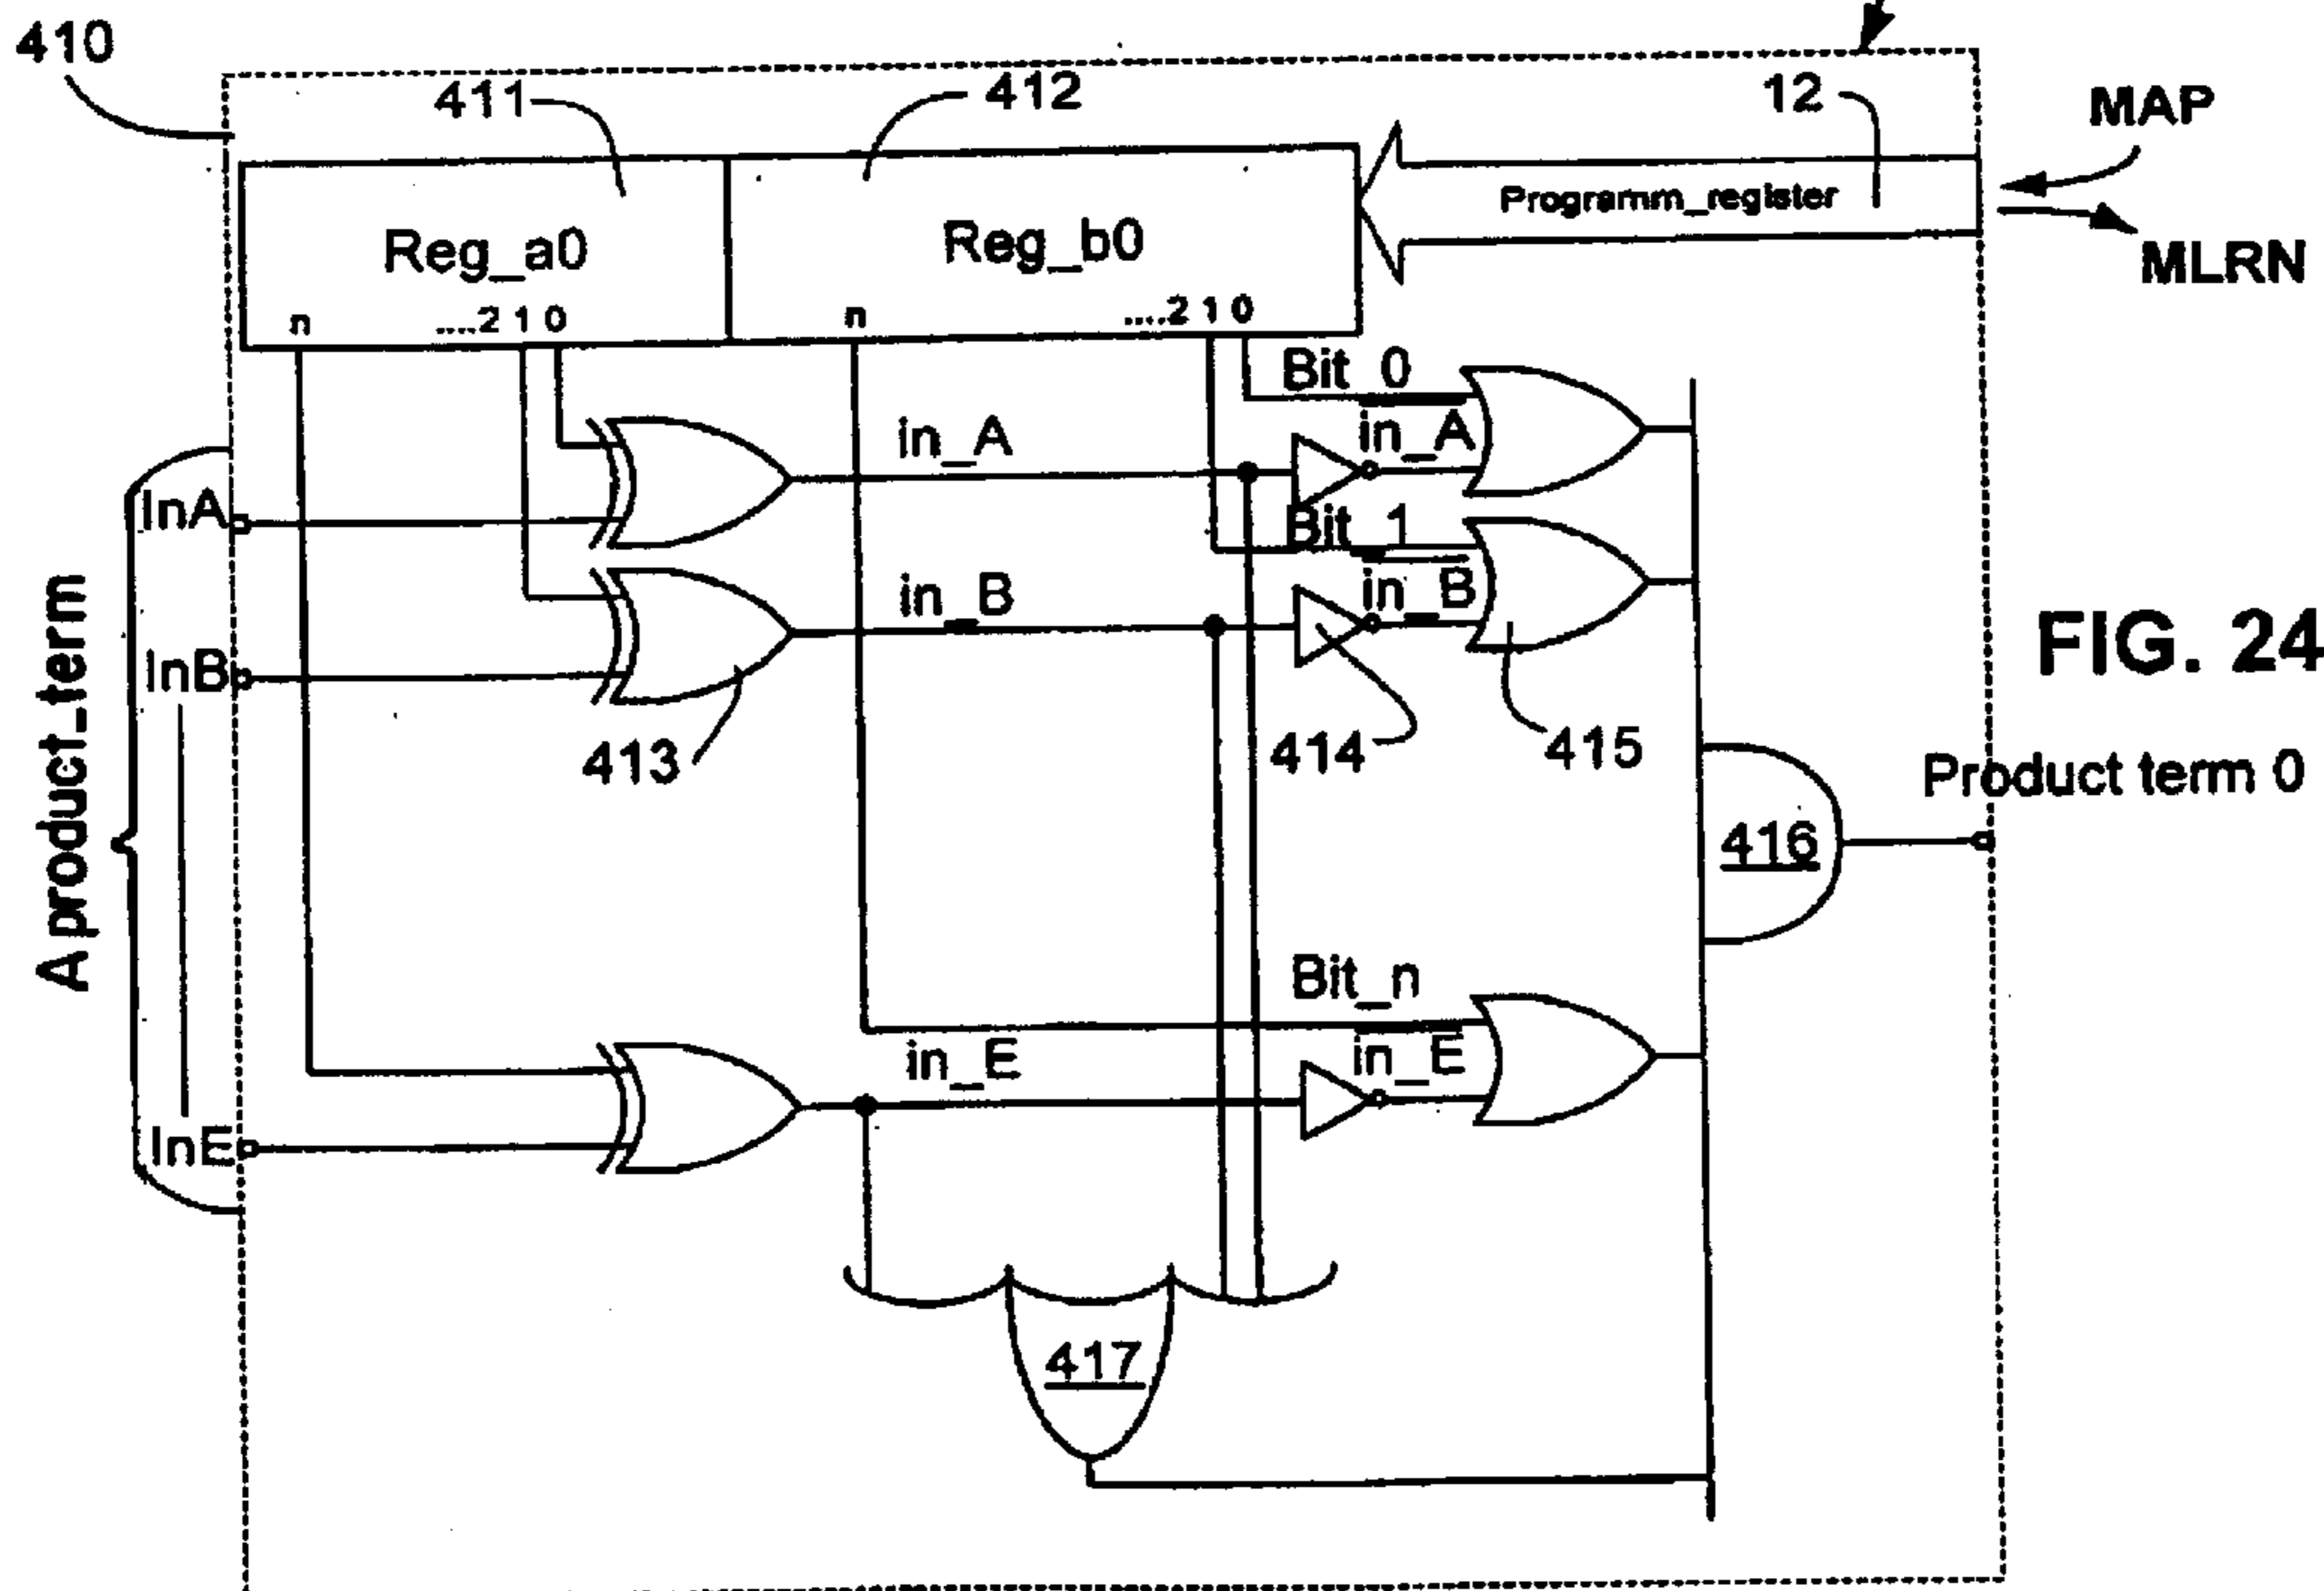 410
411
412
12
MAP
MLRN
Programm_register
Reg_a0
Reg_b0
n ....2 1 0
n ....2 1 0
Bit_0
in_A
in_A
InA
Bit_1
in_B
in_B
InB
413
414
415
FIG. 24
Product term 0
416
A product_term
Bit_n
in_E
in_E
InE
417